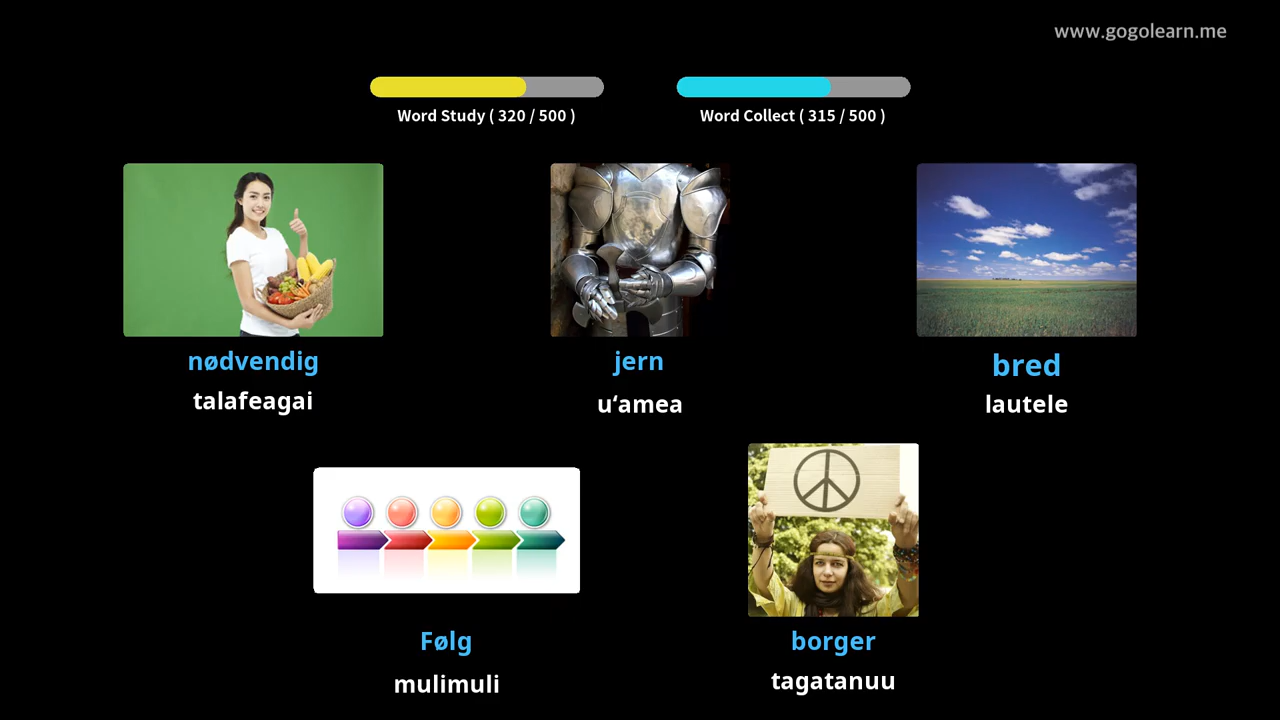 www.gogolearn.me
Word Study ( 320 / 500 )
Word Collect ( 315 / 500 )
nødvendig
talafeagai
jern
uʻamea
bred
lautele
Følg
mulimuli
borger
tagatanuu